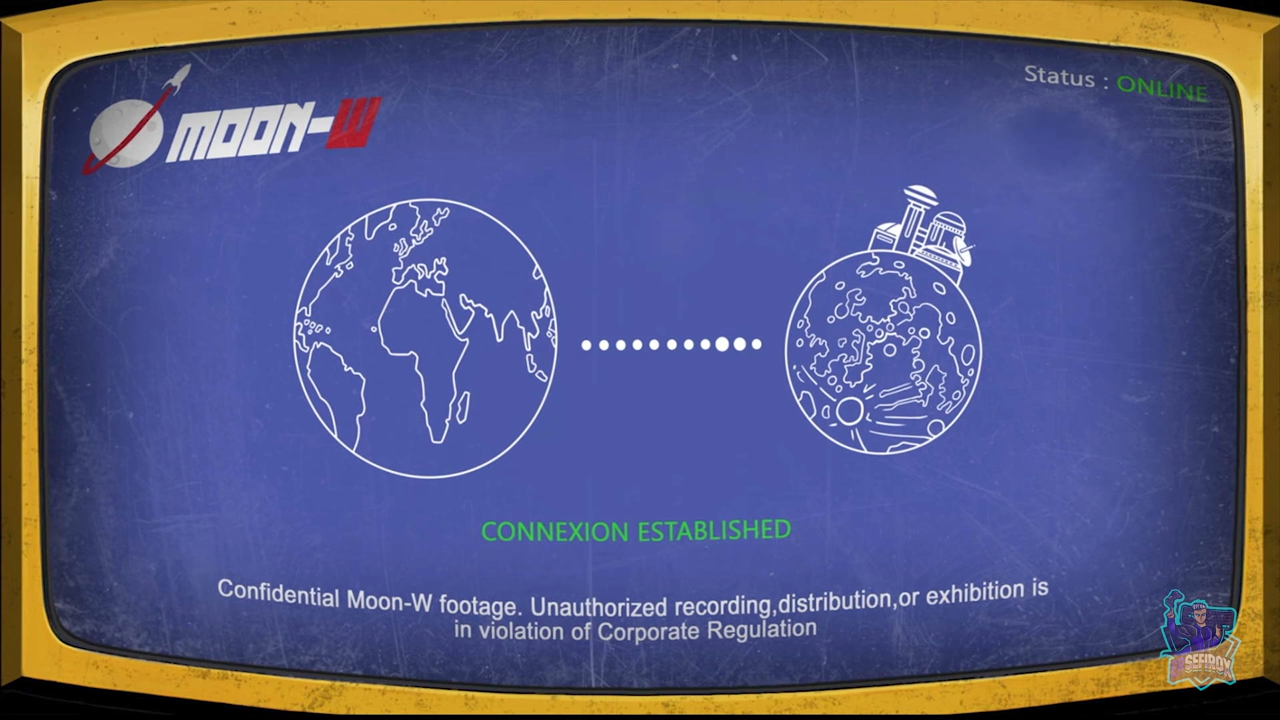 MOON-W
Status : ONLINE
CONNEXION ESTABLISHED
Confidential Moon-W footage. Unauthorized recording,distribution,or exhibition is
in violation of Corporate Regulation
SEFIROX